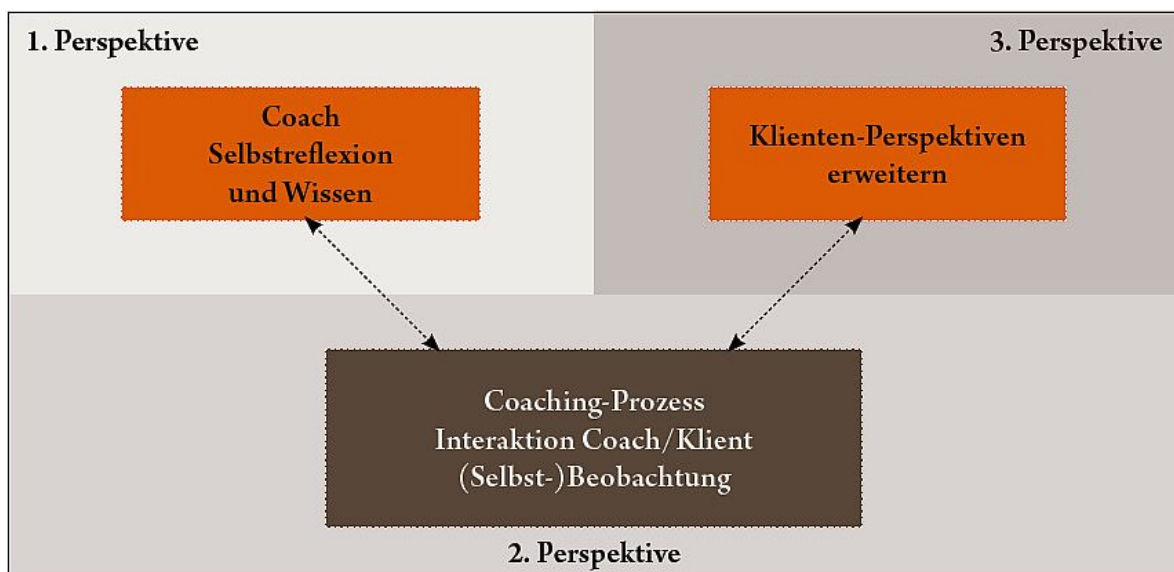 1. Perspektive
3. Perspektive
Coach
Selbstreflexion
und Wissen
Klienten-Perspektiven
erweitern
Coaching-Prozess
Interaktion Coach/Klient
(Selbst-)Beobachtung
2. Perspektive